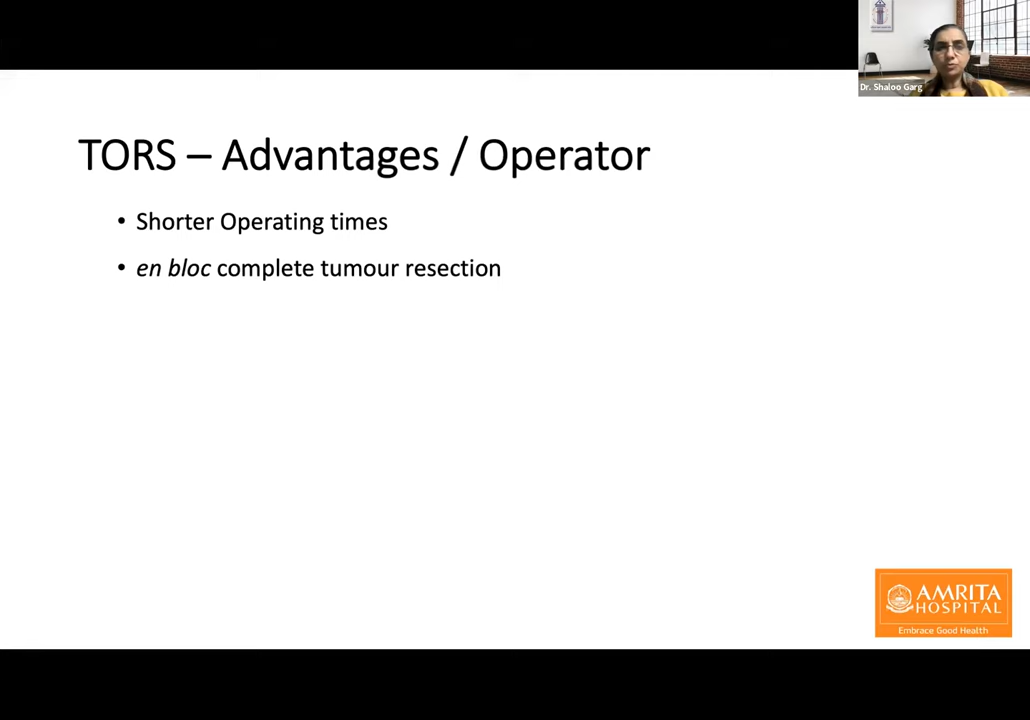 Dr. Shaloo Garg
TORS – Advantages / Operator
• Shorter Operating times
• en bloc complete tumour resection
AMRITA
HOSPITAL
Embrace Good Health